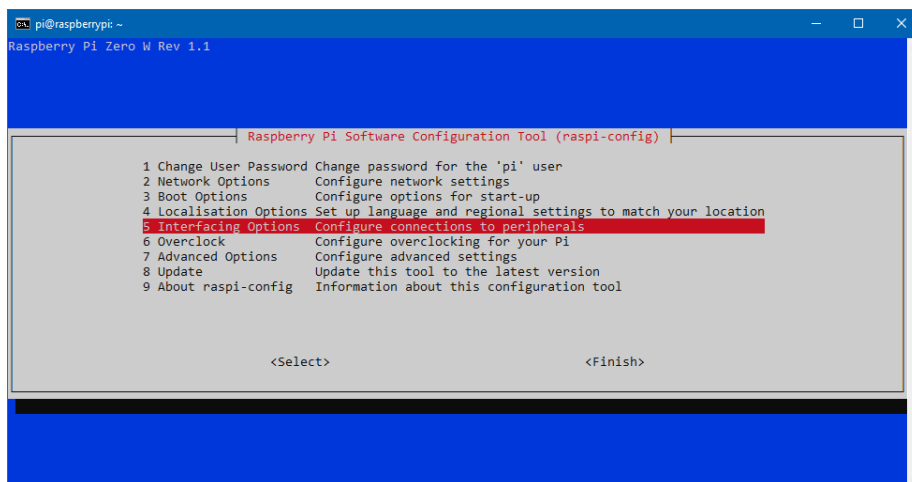 pi@raspberrypi: ~
Raspberry Pi Zero W Rev 1.1
Raspberry Pi Software Configuration Tool (raspi-config)
1 Change User Password Change password for the 'pi' user
2 Network Options Configure network settings
3 Boot Options Configure options for start-up
4 Localisation Options Set up language and regional settings to match your location
5 Interfacing Options Configure connections to peripherals
6 Overclock Configure overclocking for your Pi
7 Advanced Options Configure advanced settings
8 Update Update this tool to the latest version
9 About raspi-config Information about this configuration tool
<Select> <Finish>